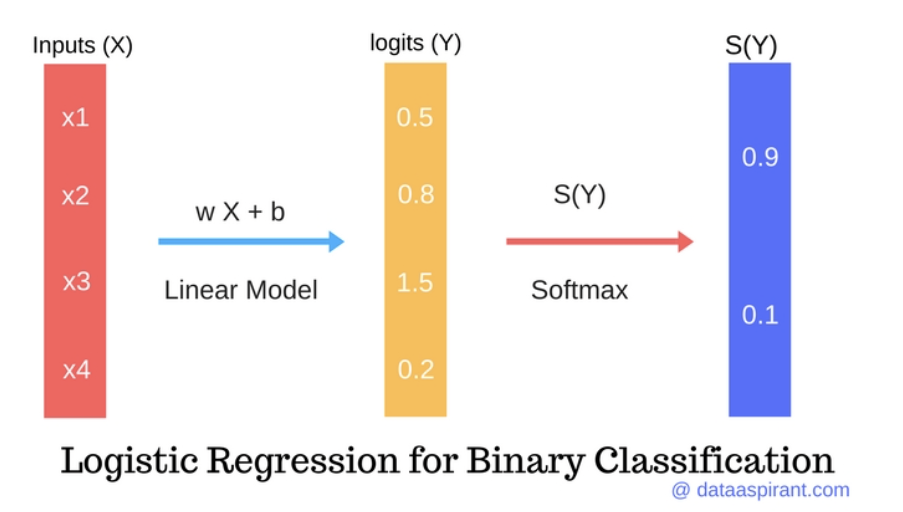 Inputs (X)
logits (Y)
S(Y)
x1
0.5
x2
0.8
0.9
w X + b
S(Y)
Linear Model
Softmax
x3
1.5
0.1
x4
0.2
Logistic Regression for Binary Classification
@ dataaspirant.com